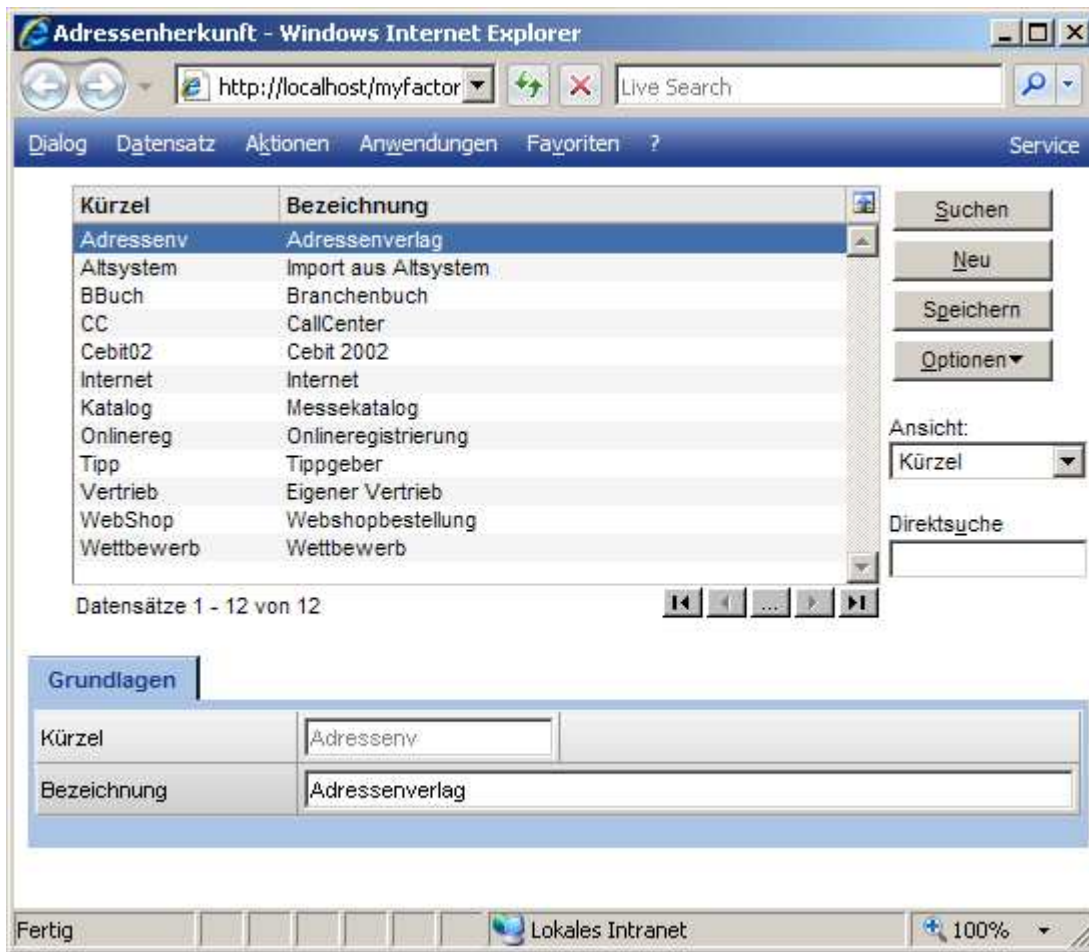 Adressenherkunft - Windows Internet Explorer
http://localhost/myfactor Live Search
Dialog Datensatz Aktionen Anwendungen Favoriten ? Service
Kürzel Bezeichnung
Adressenv Adressenverlag
Altsystem Import aus Altsystem
BBuch Branchenbuch
CC CallCenter
Cebit02 Cebit 2002
Internet Internet
Katalog Messekatalog
Onlinereg Onlineregistrierung
Tipp Tippgeber
Vertrieb Eigener Vertrieb
WebShop Webshopbestellung
Wettbewerb Wettbewerb
Datensätze 1 - 12 von 12
...
Suchen
Neu
Speichern
Optionen
Ansicht:
Kürzel
Direktsuche
Grundlagen
Kürzel Adressenv
Bezeichnung Adressenverlag
Fertig Lokales Intranet 100%